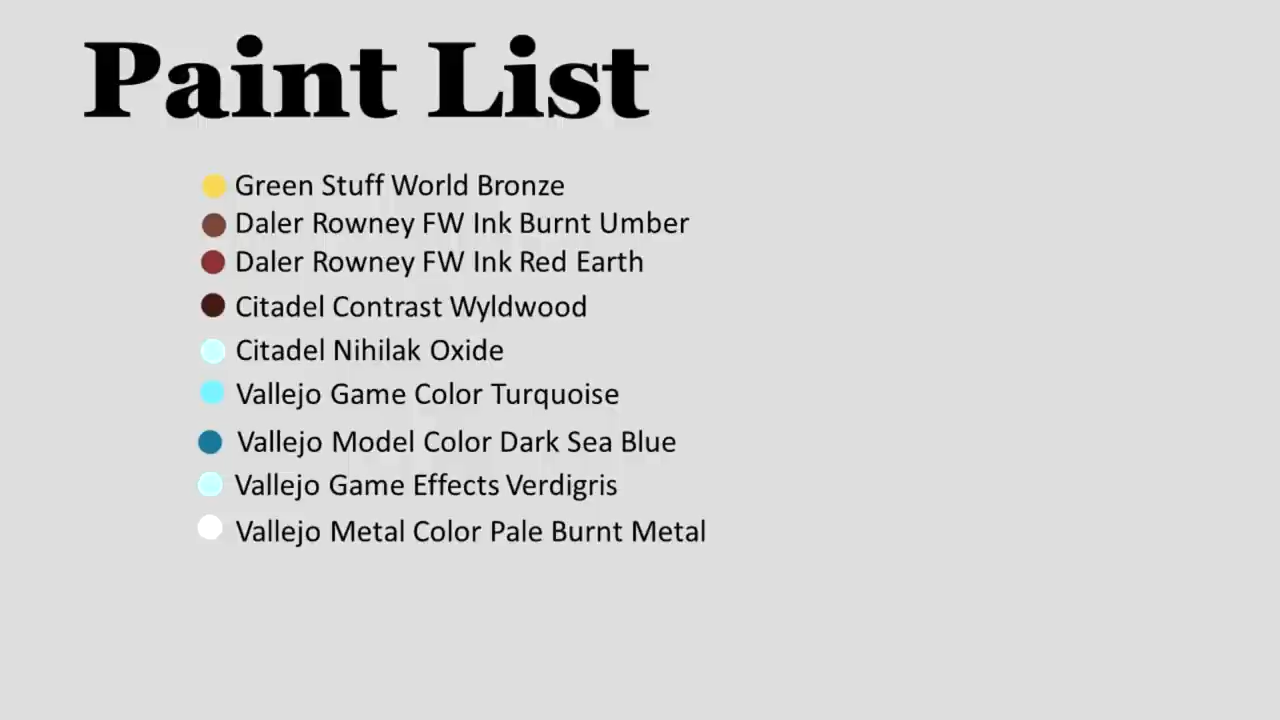 Paint List
Green Stuff World Bronze
Daler Rowney FW Ink Burnt Umber
Daler Rowney FW Ink Red Earth
Citadel Contrast Wyldwood
Citadel Nihilak Oxide
Vallejo Game Color Turquoise
Vallejo Model Color Dark Sea Blue
Vallejo Game Effects Verdigris
Vallejo Metal Color Pale Burnt Metal